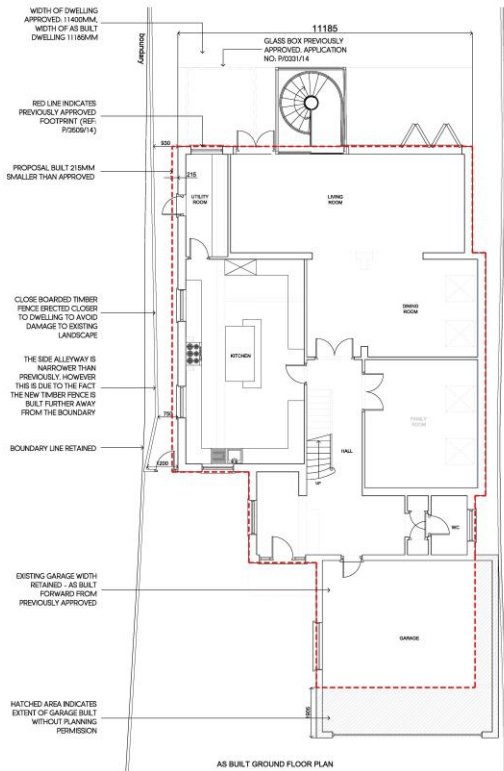 WIDTH OF DWELLING
APPROVED: 11400MM,
WIDTH OF AS BUILT
DWELLING 11185MM
boundary
11185
GLASS BOX PREVIOUSLY
APPROVED. APPLICATION
NO: P/0331/14
RED LINE INDICATES
PREVIOUSLY APPROVED
FOOTPRINT (REF:
P/3509/14)
930
PROPOSAL BUILT 215MM
SMALLER THAN APPROVED
215
UTILITY
ROOM
LIVING
ROOM
CLOSE BOARDED TIMBER
FENCE ERECTED CLOSER
TO DWELLING TO AVOID
DAMAGE TO EXISTING
LANDSCAPE
DINING
ROOM
KITCHEN
THE SIDE ALLEYWAY IS
NARROWER THAN
PREVIOUSLY. HOWEVER
THIS IS DUE TO THE FACT
THE NEW TIMBER FENCE IS
BUILT FURTHER AWAY
FROM THE BOUNDARY
750
FAMILY
ROOM
BOUNDARY LINE RETAINED
1200
HALL
UP
WC
EXISTING GARAGE WIDTH
RETAINED - AS BUILT
FORWARD FROM
PREVIOUSLY APPROVED
GARAGE
HATCHED AREA INDICATES
EXTENT OF GARAGE BUILT
WITHOUT PLANNING
PERMISSION
AS BUILT GROUND FLOOR PLAN